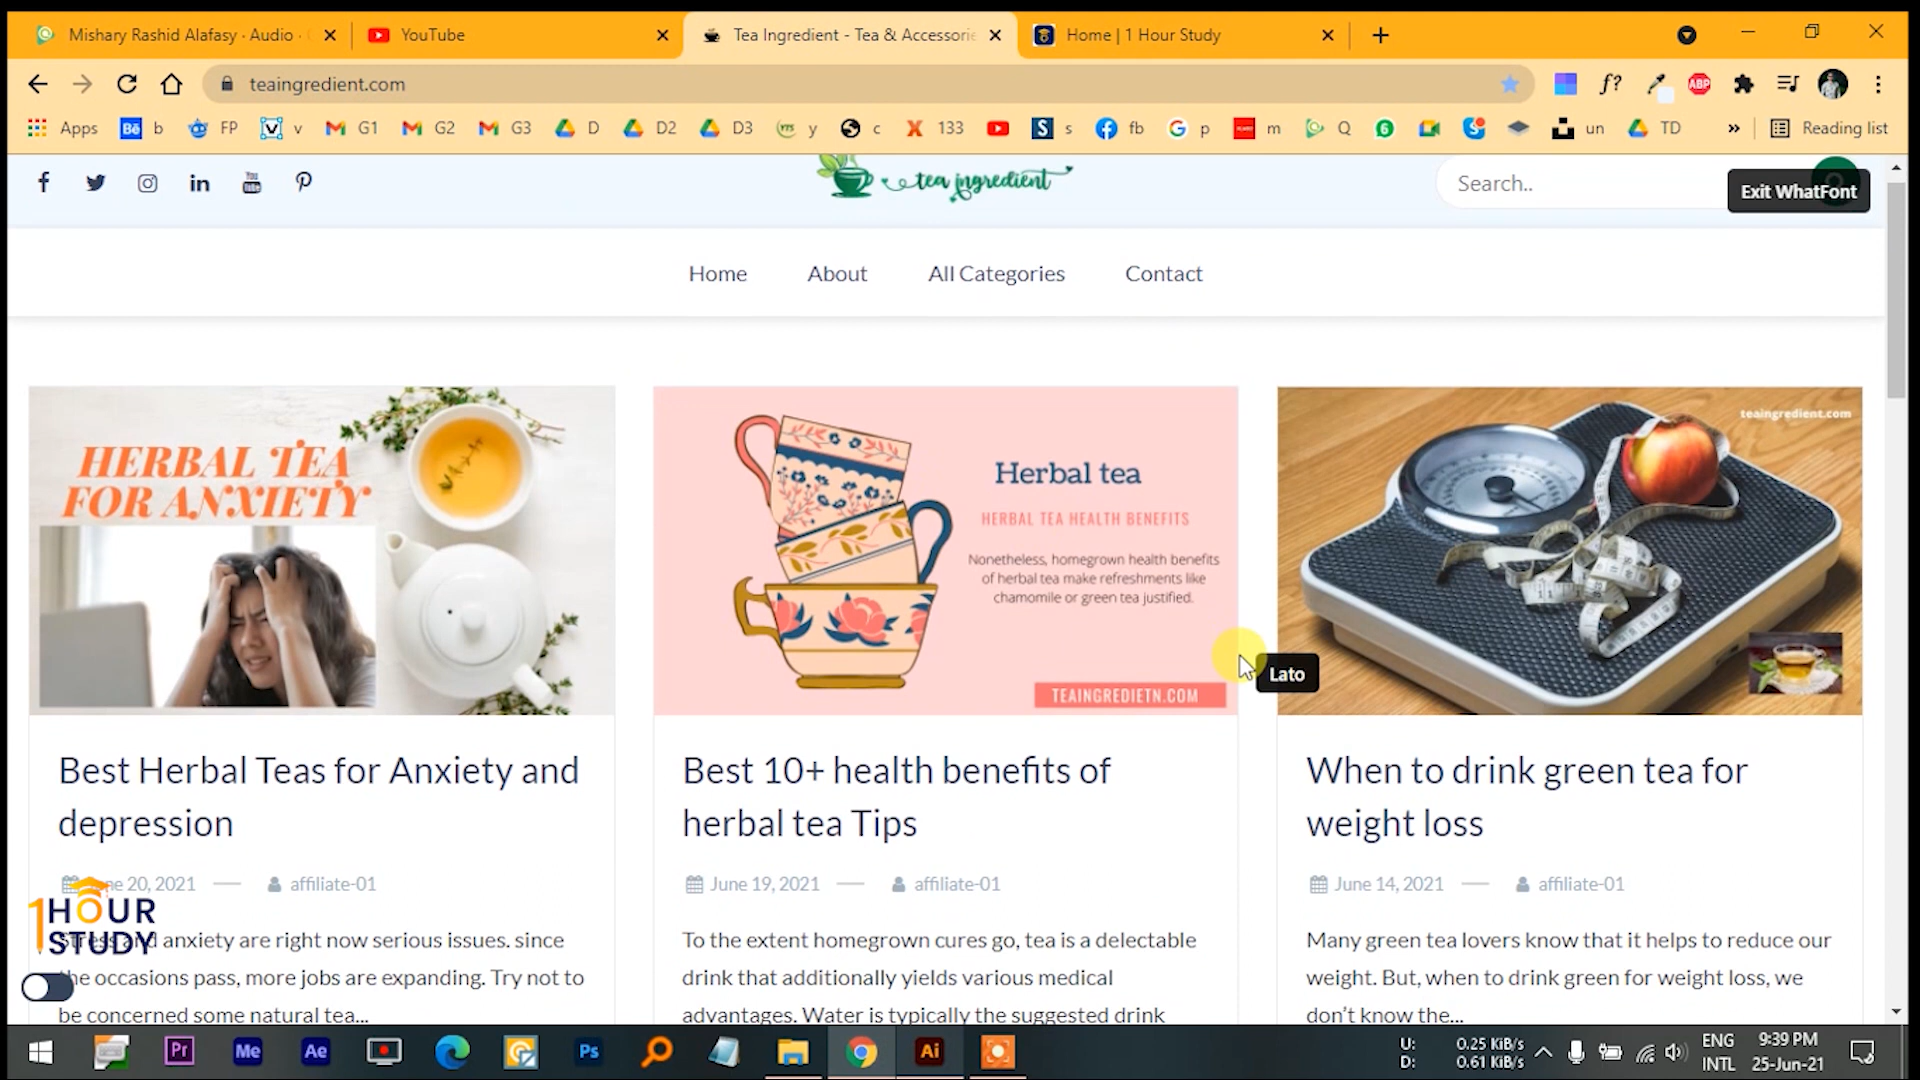 Mishary Rashid Alafasy - Audio -
YouTube
Tea Ingredient - Tea & Accessorie
Home | 1 Hour Study
teaingredient.com
f?
ABP
Apps
Bē b
FP
v
G1
G2
G3
D
D2
D3
y
c
X 133
S s
fb
p
m
Q
6
un
TD
»
Reading list
tea ingredient
Search..
Exit WhatFont
You Tube
Home
About
All Categories
Contact
HERBAL TEA
FOR ANXIETY
Herbal tea
HERBAL TEA HEALTH BENEFITS
Nonetheless, homegrown health benefits
of herbal tea make refreshments like
chamomile or green tea justified.
TEAINGREDIETN.COM
teaingredient.com
Lato
Best Herbal Teas for Anxiety and
depression
Best 10+ health benefits of
herbal tea Tips
When to drink green tea for
weight loss
ne 20, 2021 affiliate-01
June 19, 2021 affiliate-01
June 14, 2021 affiliate-01
1 HOUR
STUDY
Stress and anxiety are right now serious issues. since
the occasions pass, more jobs are expanding. Try not to
be concerned some natural tea...
To the extent homegrown cures go, tea is a delectable
drink that additionally yields various medical
advantages. Water is typically the suggested drink
Many green tea lovers know that it helps to reduce our
weight. But, when to drink green for weight loss, we
don't know the...
Pr
Me
Ae
Ps
Ai
U: 0.25 KiB/s
D: 0.61 KiB/s
ENG
INTL
9:39 PM
25-Jun-21